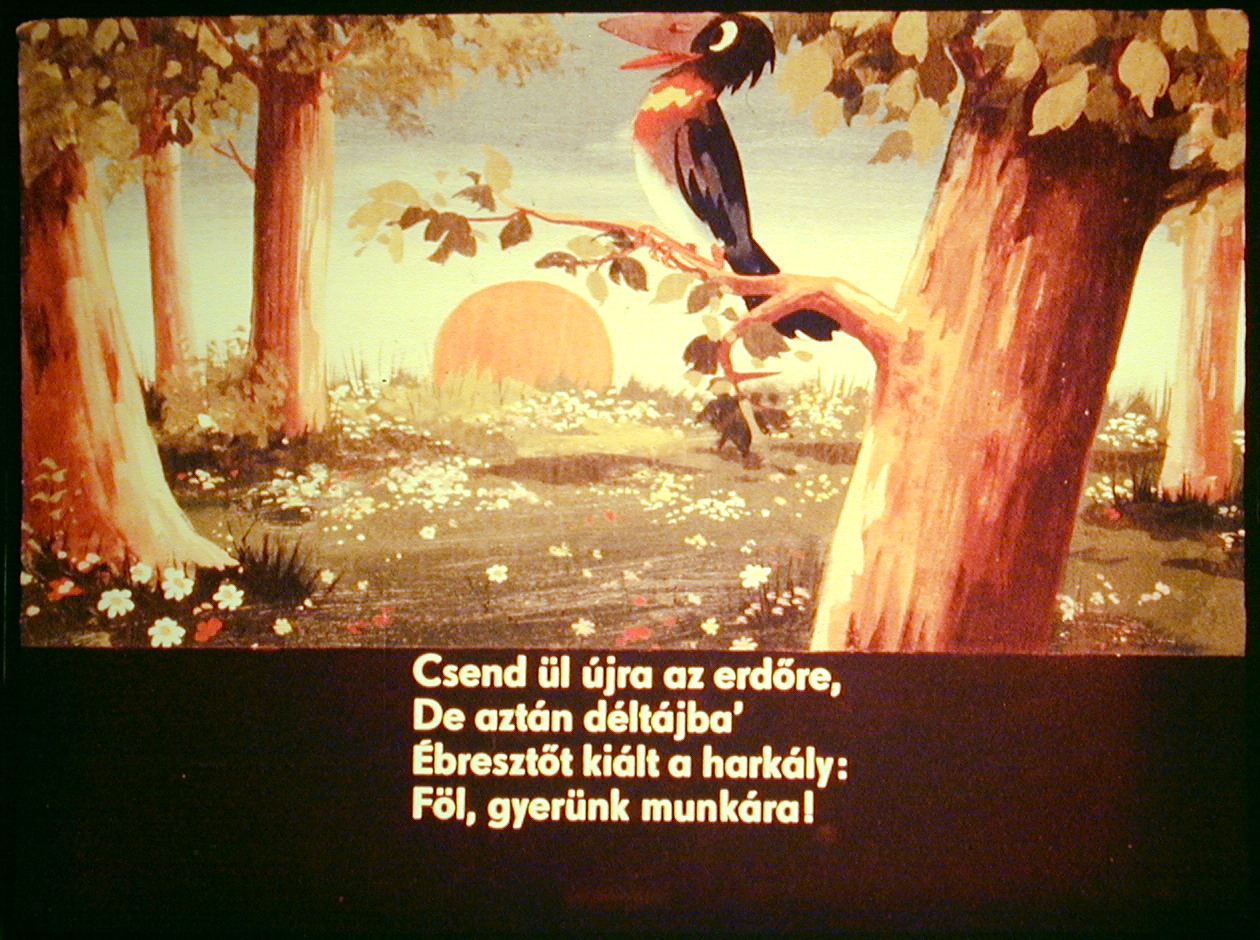 Csend ül újra az erdőre,
De aztán déltájba’
Ébresztőt kiált a harkály:
Föl, gyerünk munkára!